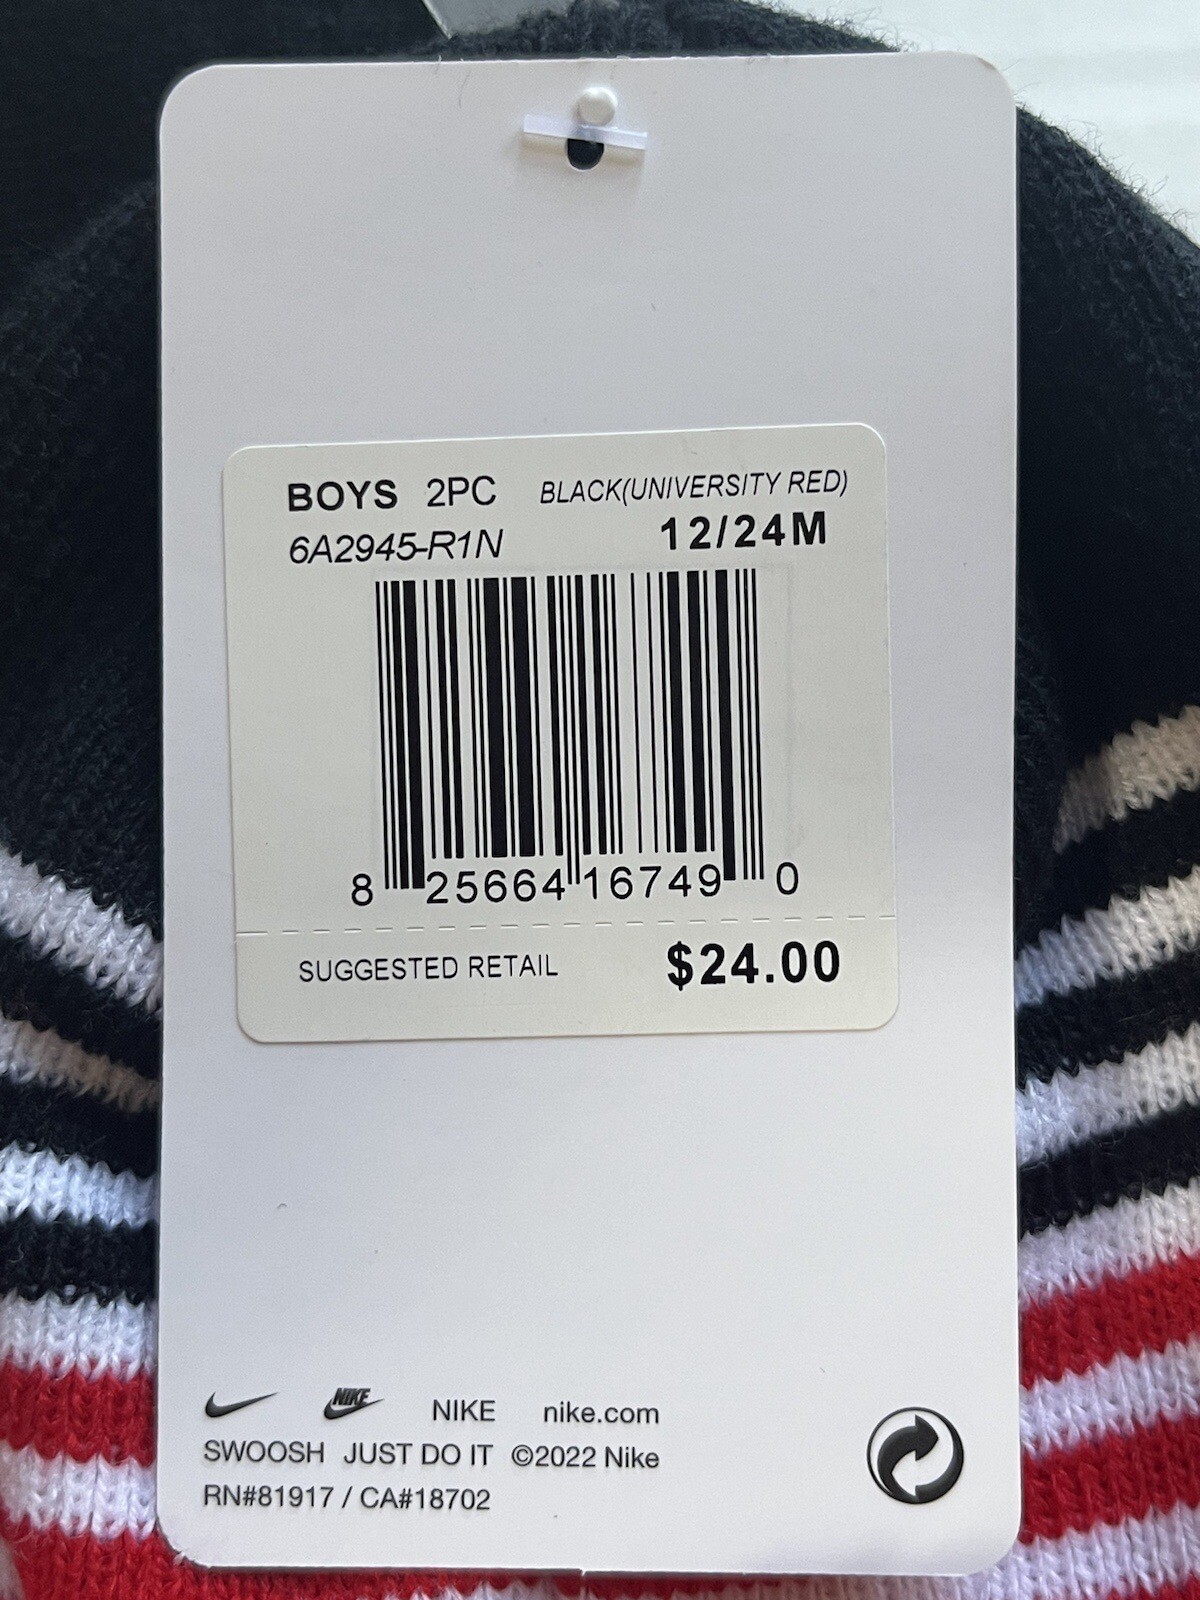 BOYS 2PC BLACK(UNIVERSITY RED)
6A2945-R1N 12/24M
8 25664 16749 0
SUGGESTED RETAIL $24.00
NIKE NIKE nike.com
SWOOSH JUST DO IT ©2022 Nike
RN#81917 / CA#18702